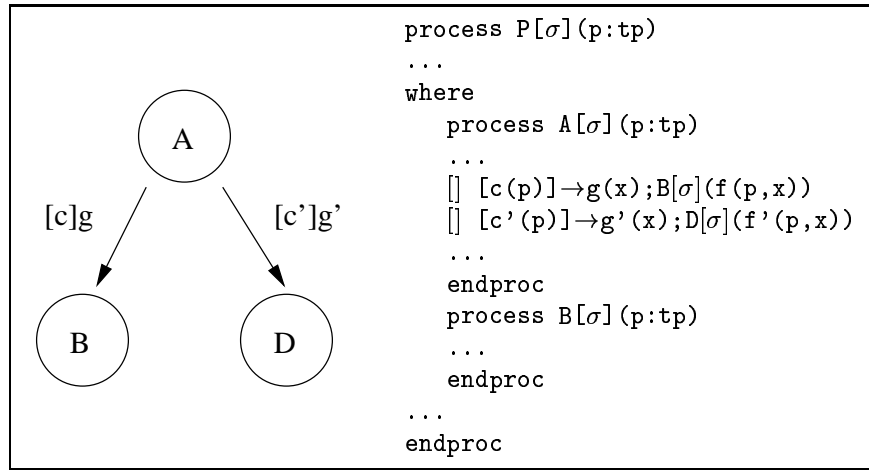 A
[c]g
[c']g'
B
D
process P[σ](p:tp)
...
where
process A[σ](p:tp)
...
[] [c(p)]→g(x);B[σ](f(p,x))
[] [c'(p)]→g'(x);D[σ](f'(p,x))
...
endproc
process B[σ](p:tp)
...
endproc
...
endproc